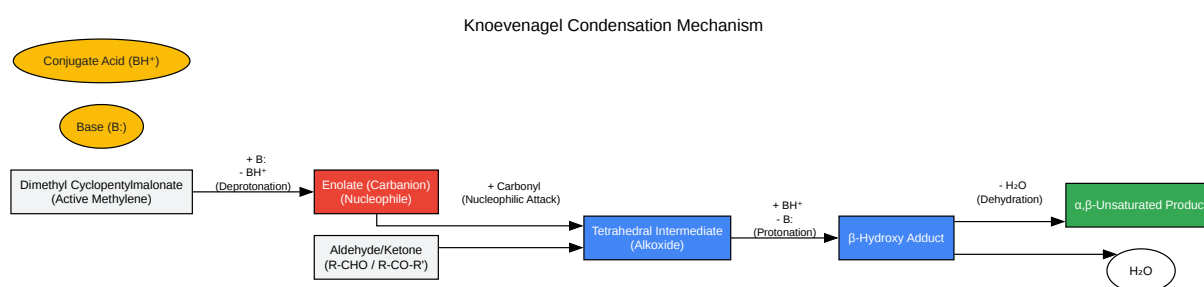 Knoevenagel Condensation Mechanism
Conjugate Acid (BH⁺)
Base (B:)
Dimethyl Cyclopentylmalonate
(Active Methylene)
+ B:
- BH⁺
(Deprotonation)
Enolate (Carbanion)
(Nucleophile)
Aldehyde/Ketone
(R-CHO / R-CO-R')
+ Carbonyl
(Nucleophilic Attack)
Tetrahedral Intermediate
(Alkoxide)
+ BH⁺
- B:
(Protonation)
β-Hydroxy Adduct
- H₂O
(Dehydration)
α,β-Unsaturated Product
H₂O